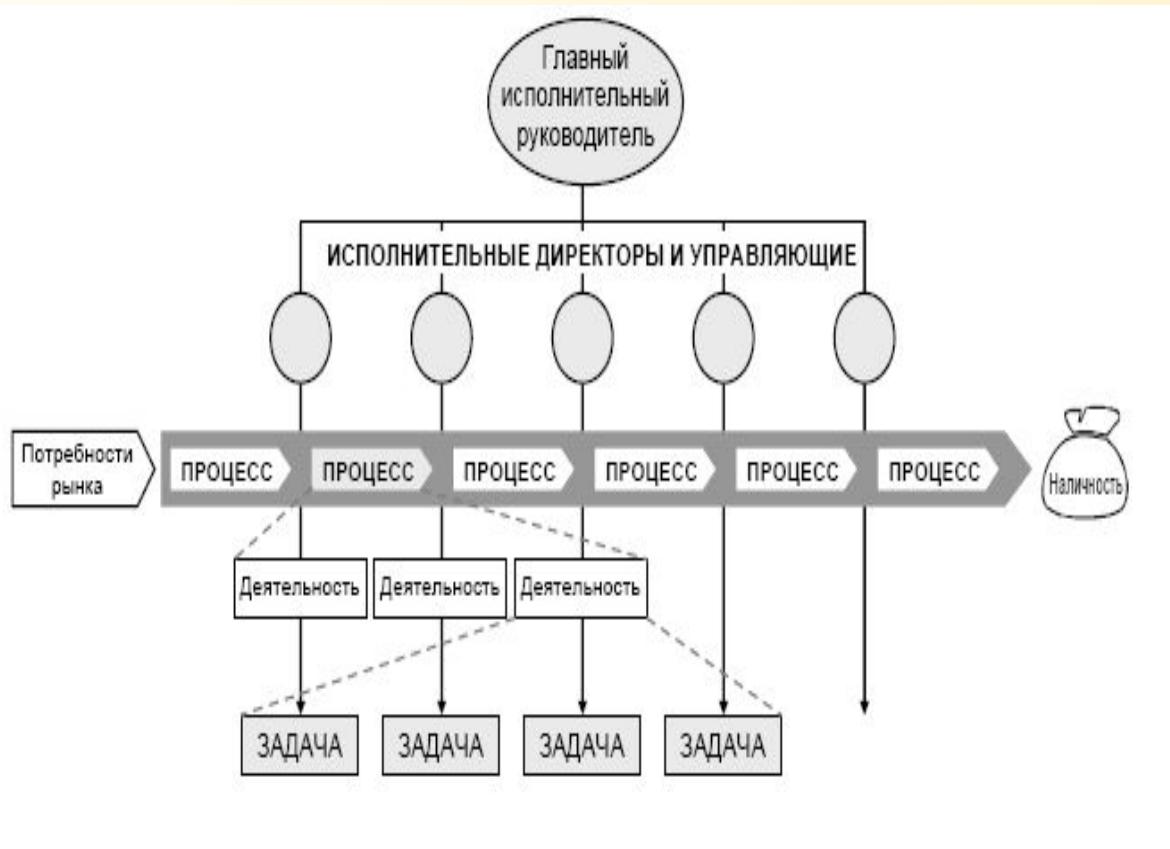 Главный
исполнительный
руководитель
ИСПОЛНИТЕЛЬНЫЕ ДИРЕКТОРЫ И УПРАВЛЯЮЩИЕ
Потребности
рынка
ПРОЦЕСС
ПРОЦЕСС
ПРОЦЕСС
ПРОЦЕСС
ПРОЦЕСС
ПРОЦЕСС
Наличность
Деятельность
Деятельность
Деятельность
ЗАДАЧА
ЗАДАЧА
ЗАДАЧА
ЗАДАЧА